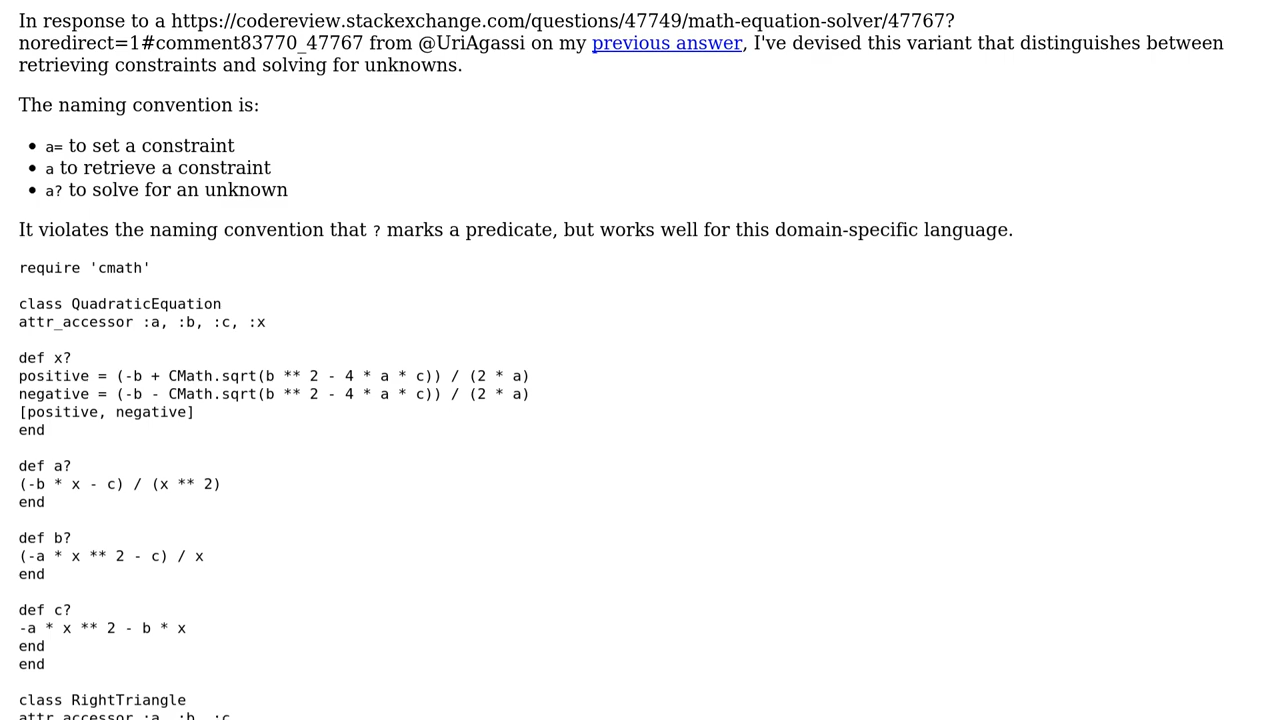 In response to a https://codereview.stackexchange.com/questions/47749/math-equation-solver/47767?
noredirect=1#comment83770_47767 from @UriAgassi on my previous answer, I've devised this variant that distinguishes between
retrieving constraints and solving for unknowns.
The naming convention is:
• a= to set a constraint
• a to retrieve a constraint
• a? to solve for an unknown
It violates the naming convention that ? marks a predicate, but works well for this domain-specific language.
require 'cmath'
class QuadraticEquation
attr_accessor :a, :b, :c, :x
def x?
positive = (-b + CMath.sqrt(b ** 2 - 4 * a * c)) / (2 * a)
negative = (-b - CMath.sqrt(b ** 2 - 4 * a * c)) / (2 * a)
[positive, negative]
end
def a?
(-b * x - c) / (x ** 2)
end
def b?
(-a * x ** 2 - c) / x
end
def c?
-a * x ** 2 - b * x
end
end
class RightTriangle
attr_accessor :a, :b, :c